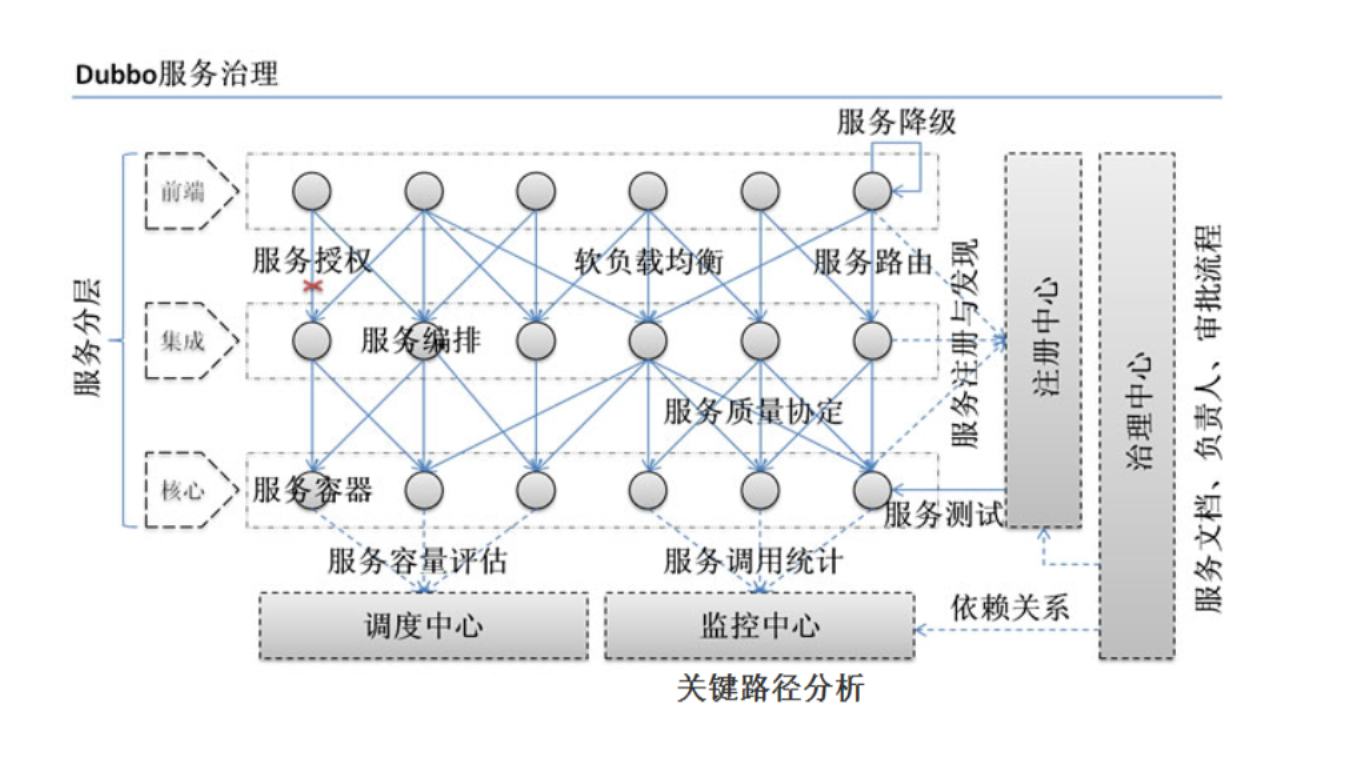 Dubbo服务治理
服务降级
前端
服务授权
软负载均衡
服务路由
服务分层
集成
服务编排
服务注册与发现
注册中心
治理中心
服务文档、负责人、审批流程
服务质量协定
核心
服务容器
服务测试
服务容量评估
服务调用统计
依赖关系
调度中心
监控中心
关键路径分析